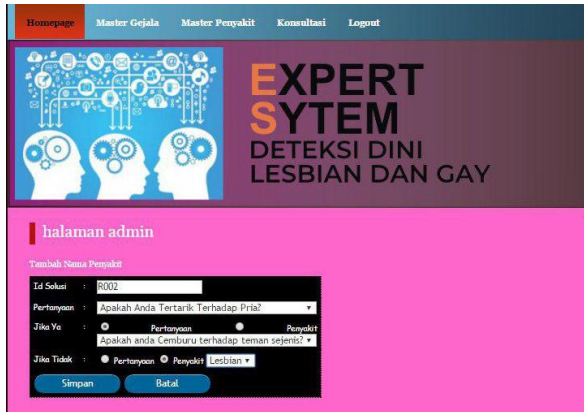 Homepage Master Gejala Master Penyakit Konsultasi Logout
EXPERT
SYTEM
DETEKSI DINI
LESBIAN DAN GAY
halaman admin
Tambah Nama Penyakit
Id Solusi : R002
Pertanyaan : Apakah Anda Tertarik Terhadap Pria?
Jika Ya : Pertanyaan Penyakit
Apakah anda Cemburu terhadap teman sejenis?
Jika Tidak : Pertanyaan Penyakit Lesbian
Simpan Batal